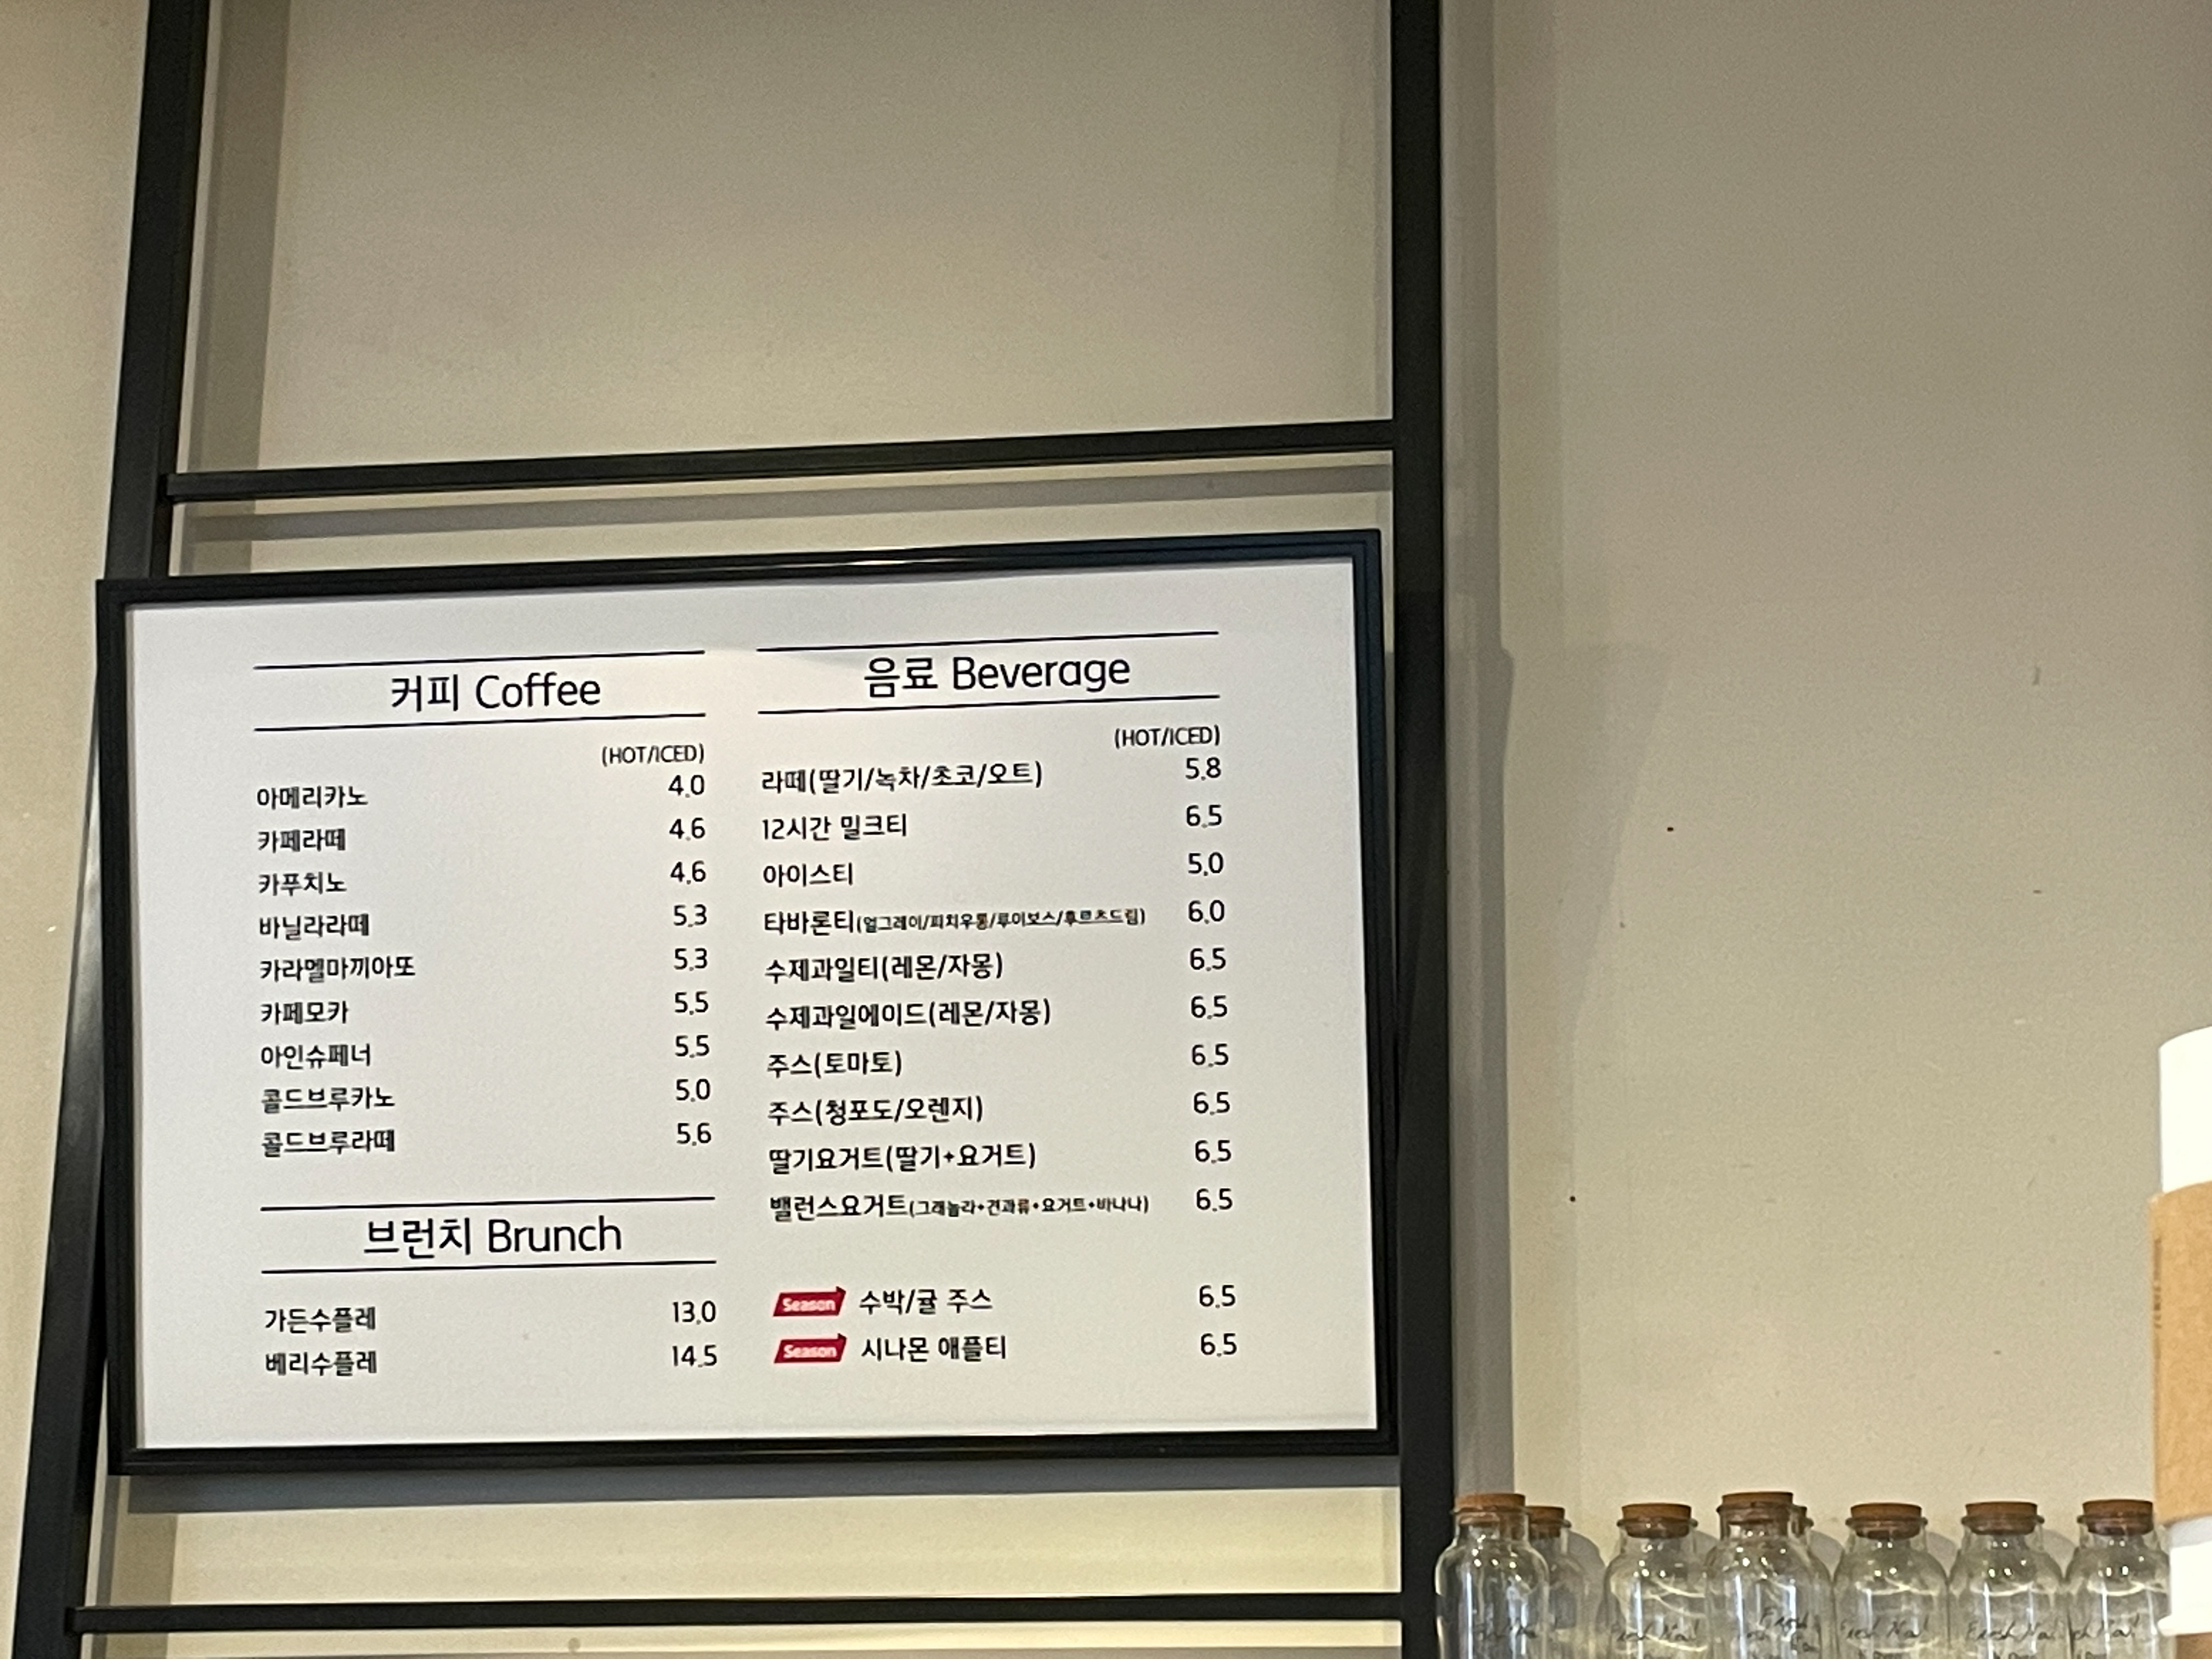 커피 Coffee
(HOT/ICED)
아메리카노 4.0
카페라떼 4.6
카푸치노 4.6
바닐라라떼 5.3
카라멜마끼아또 5.3
카페모카 5.5
아인슈페너 5.5
콜드브루카노 5.0
콜드브루라떼 5.6
브런치 Brunch
가든수플레 13.0
베리수플레 14.5
음료 Beverage
(HOT/ICED)
라떼(딸기/녹차/초코/오트) 5.8
12시간 밀크티 6.5
아이스티 5.0
타바론티(얼그레이/피치우롱/루이보스/후르츠드림) 6.0
수제과일티(레몬/자몽) 6.5
수제과일에이드(레몬/자몽) 6.5
주스(토마토) 6.5
주스(청포도/오렌지) 6.5
딸기요거트(딸기+요거트) 6.5
밸런스요거트(그래놀라+견과류+요거트+바나나) 6.5
Season 수박/귤 주스 6.5
Season 시나몬 애플티 6.5